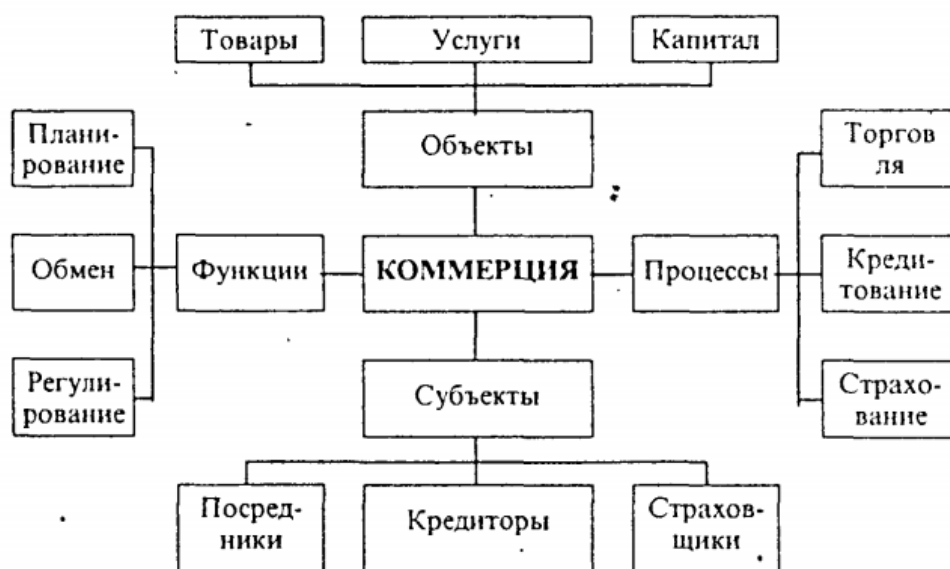 Товары
Услуги
Капитал
Объекты
Плани-
рование
Торгов
ля
Обмен
Функции
КОММЕРЦИЯ
Процессы
Креди-
тование
Регули-
рование
Субъекты
Страхо-
вание
Посред-
ники
Кредиторы
Страхов-
щики